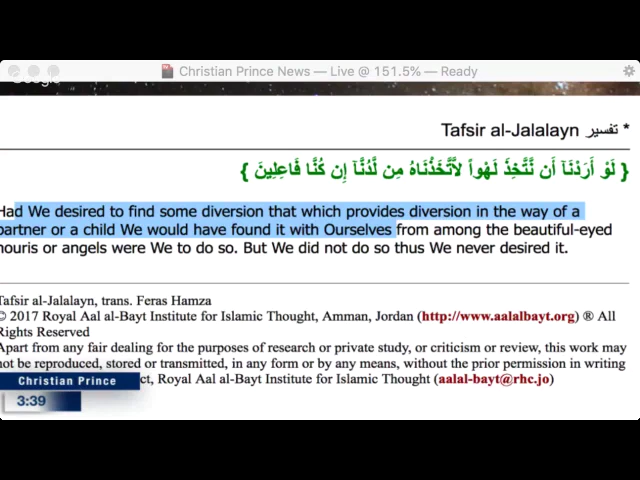 Christian Prince News — Live @ 151.5% — Ready
* تفسير Tafsir al-Jalalayn
{ لَوْ أَرَدْنَآ أَن نَّتَّخِذَ لَهْواً لاَّتَّخَذْنَاهُ مِن لَّدُنَّآ إِن كُنَّا فَاعِلِينَ }
Had We desired to find some diversion that which provides diversion in the way of a
partner or a child We would have found it with Ourselves from among the beautiful-eyed
houris or angels were We to do so. But We did not do so thus We never desired it.
Tafsir al-Jalalayn, trans. Feras Hamza
© 2017 Royal Aal al-Bayt Institute for Islamic Thought, Amman, Jordan (http://www.aalalbayt.org) ® All
Rights Reserved
Apart from any fair dealing for the purposes of research or private study, or criticism or review, this work may
not be reproduced, stored or transmitted, in any form or by any means, without the prior permission in writing
ct, Royal Aal al-Bayt Institute for Islamic Thought (aalal-bayt@rhc.jo)
Christian Prince
3:39